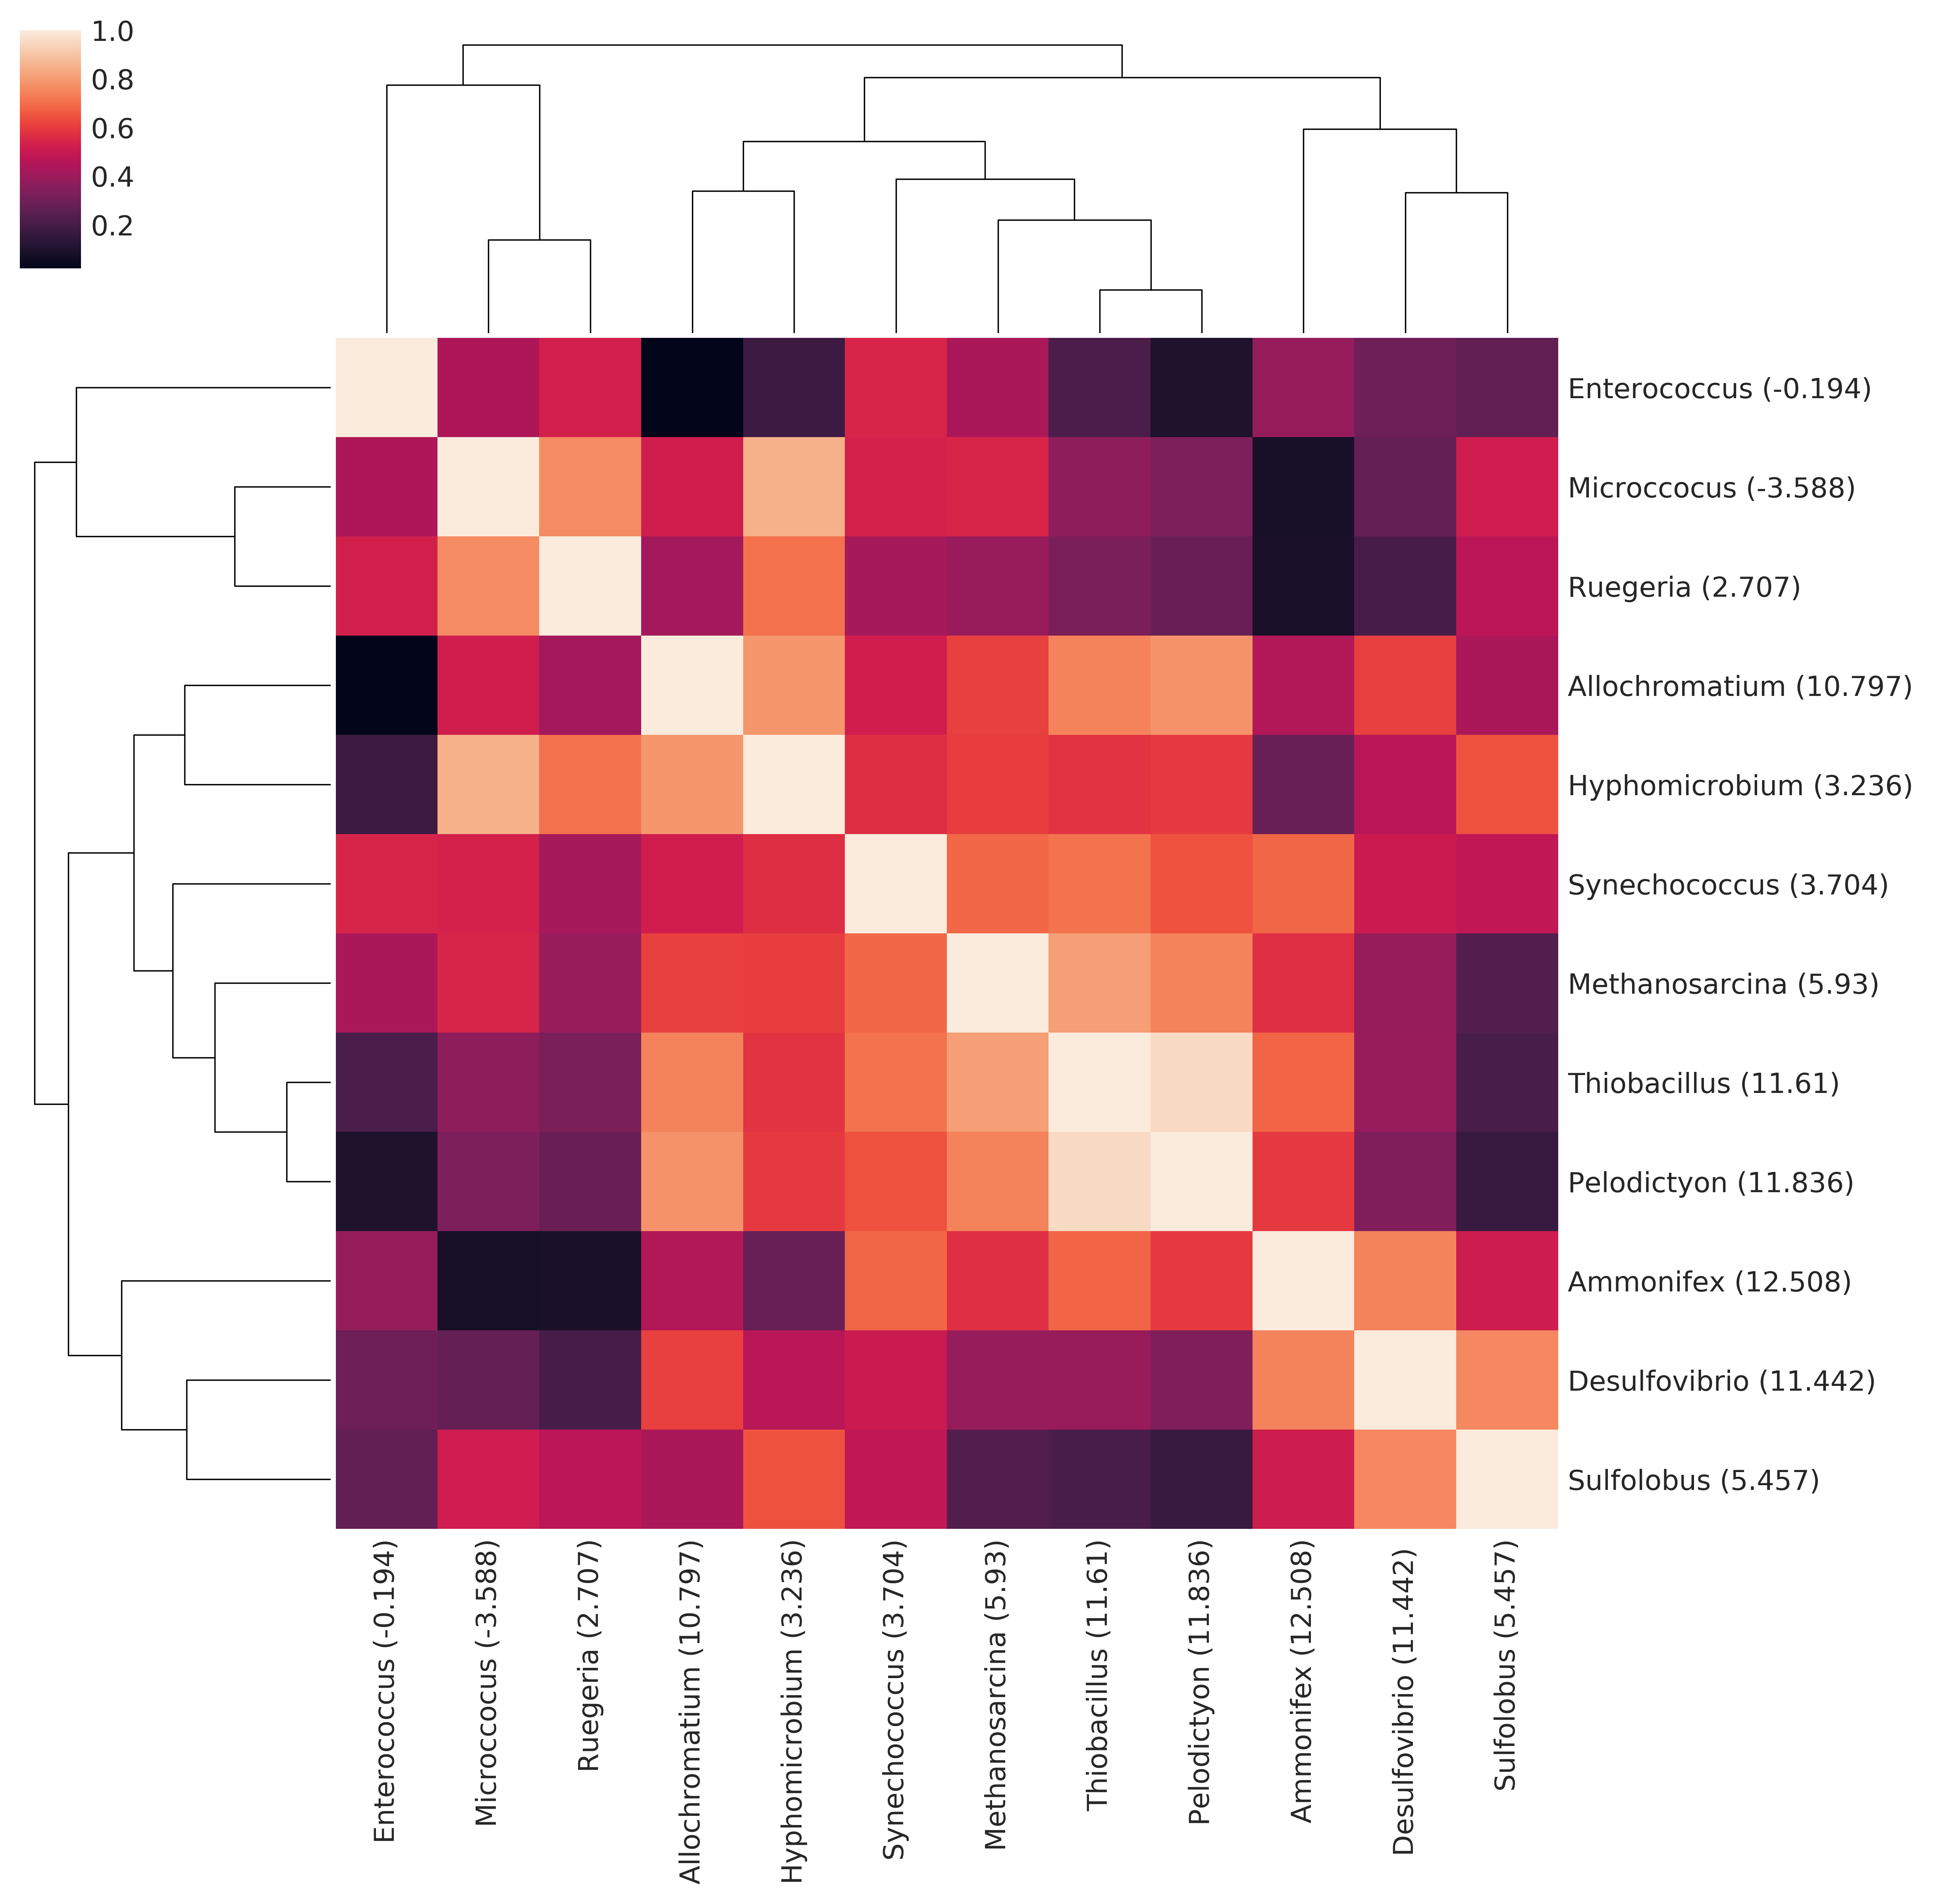 1.0
0.8
0.6
0.4
0.2
Enterococcus (-0.194)
Microccocus (-3.588)
Ruegeria (2.707)
Allochromatium (10.797)
Hyphomicrobium (3.236)
Synechococcus (3.704)
Methanosarcina (5.93)
Thiobacillus (11.61)
Pelodictyon (11.836)
Ammonifex (12.508)
Desulfovibrio (11.442)
Sulfolobus (5.457)
Enterococcus (-0.194)
Microccocus (-3.588)
Ruegeria (2.707)
Allochromatium (10.797)
Hyphomicrobium (3.236)
Synechococcus (3.704)
Methanosarcina (5.93)
Thiobacillus (11.61)
Pelodictyon (11.836)
Ammonifex (12.508)
Desulfovibrio (11.442)
Sulfolobus (5.457)